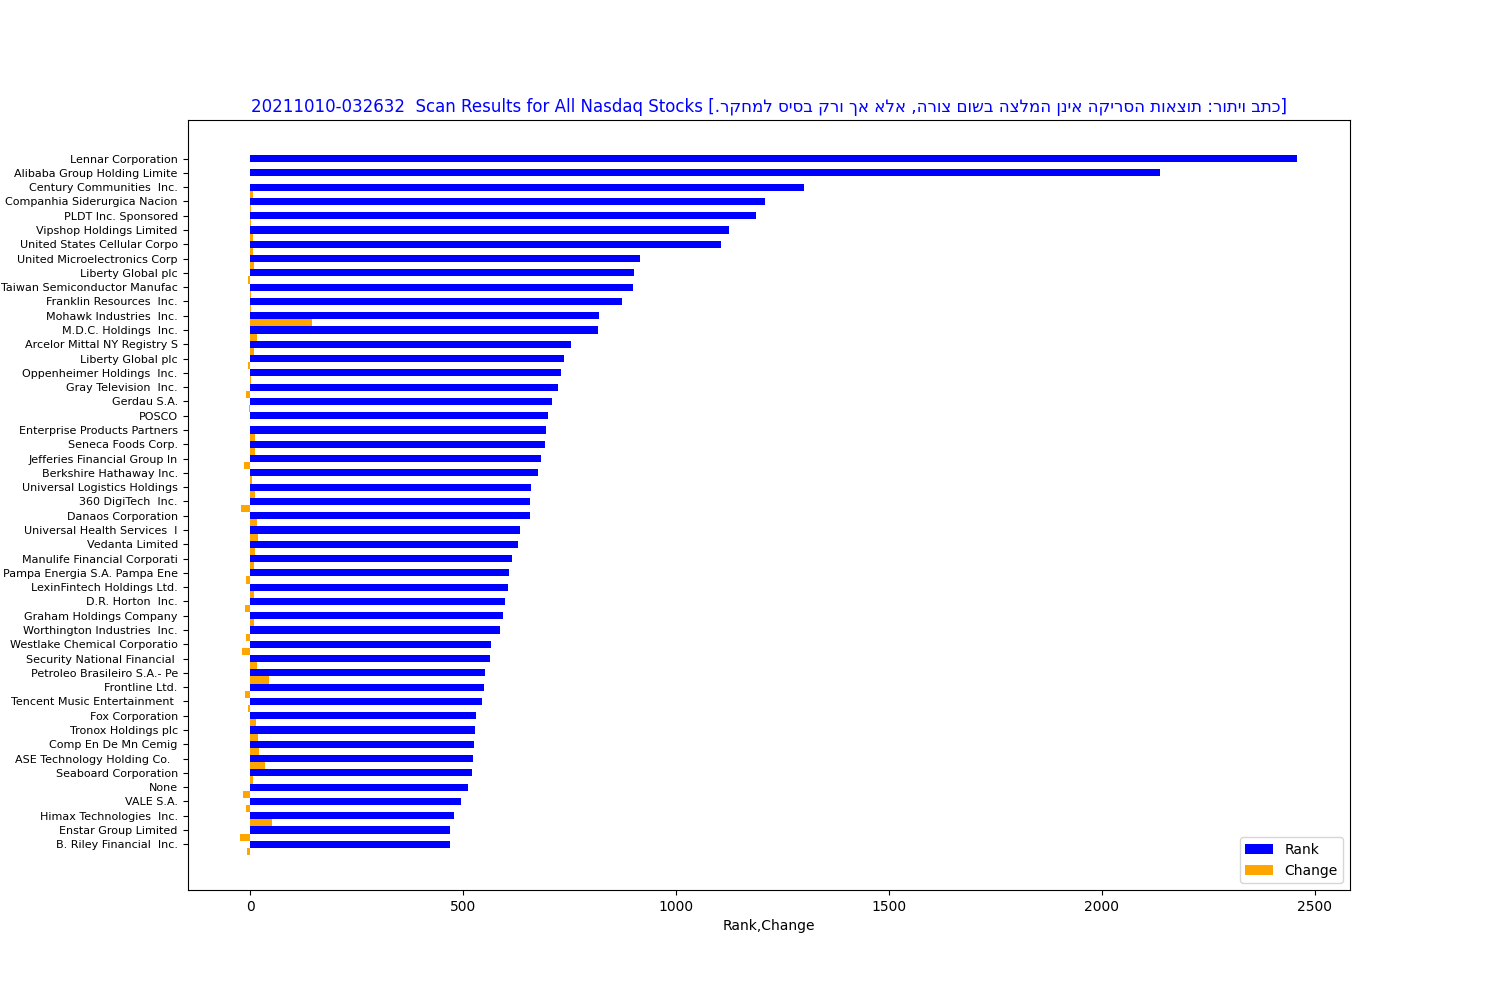 20211010-032632  Scan Results for All Nasdaq Stocks [כתב ויתור: תוצאות הסריקה אינן המלצה בשום צורה, אלא אך ורק בסיס למחקר.]
Lennar Corporation
Alibaba Group Holding Limite
Century Communities  Inc.
Companhia Siderurgica Nacion
PLDT Inc. Sponsored
Vipshop Holdings Limited
United States Cellular Corpo
United Microelectronics Corp
Liberty Global plc
Taiwan Semiconductor Manufac
Franklin Resources  Inc.
Mohawk Industries  Inc.
M.D.C. Holdings  Inc.
Arcelor Mittal NY Registry S
Liberty Global plc
Oppenheimer Holdings  Inc.
Gray Television  Inc.
Gerdau S.A.
POSCO
Enterprise Products Partners
Seneca Foods Corp.
Jefferies Financial Group In
Berkshire Hathaway Inc.
Universal Logistics Holdings
360 DigiTech  Inc.
Danaos Corporation
Universal Health Services  I
Vedanta Limited
Manulife Financial Corporati
Pampa Energia S.A. Pampa Ene
LexinFintech Holdings Ltd.
D.R. Horton  Inc.
Graham Holdings Company
Worthington Industries  Inc.
Westlake Chemical Corporatio
Security National Financial
Petroleo Brasileiro S.A.- Pe
Frontline Ltd.
Tencent Music Entertainment
Fox Corporation
Tronox Holdings plc
Comp En De Mn Cemig
ASE Technology Holding Co.
Seaboard Corporation
None
VALE S.A.
Himax Technologies  Inc.
Enstar Group Limited
B. Riley Financial  Inc.
Rank
Change
0 500 1000 1500 2000 2500
Rank,Change